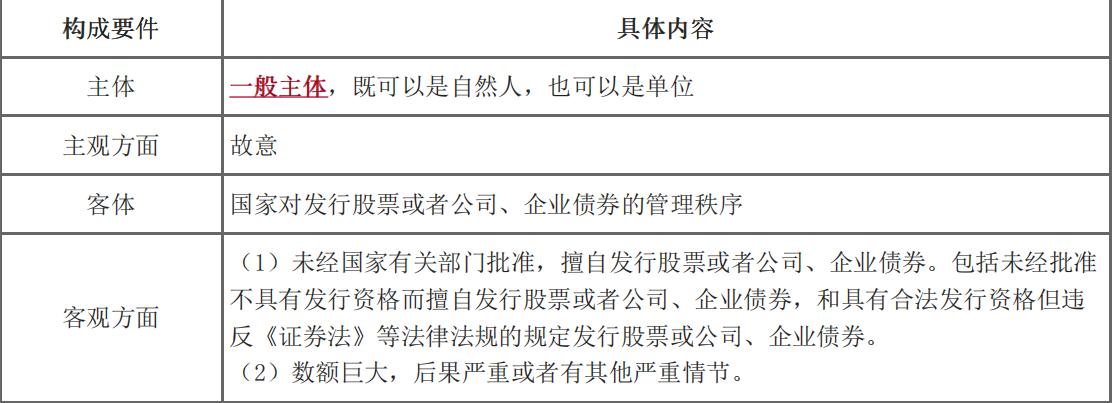 构成要件
具体内容
主体
一般主体，既可以是自然人，也可以是单位
主观方面
故意
客体
国家对发行股票或者公司、企业债券的管理秩序
客观方面
（1）未经国家有关部门批准，擅自发行股票或者公司、企业债券。包括未经批准
不具有发行资格而擅自发行股票或者公司、企业债券，和具有合法发行资格但违
反《证券法》等法律法规的规定发行股票或公司、企业债券。
（2）数额巨大，后果严重或者有其他严重情节。